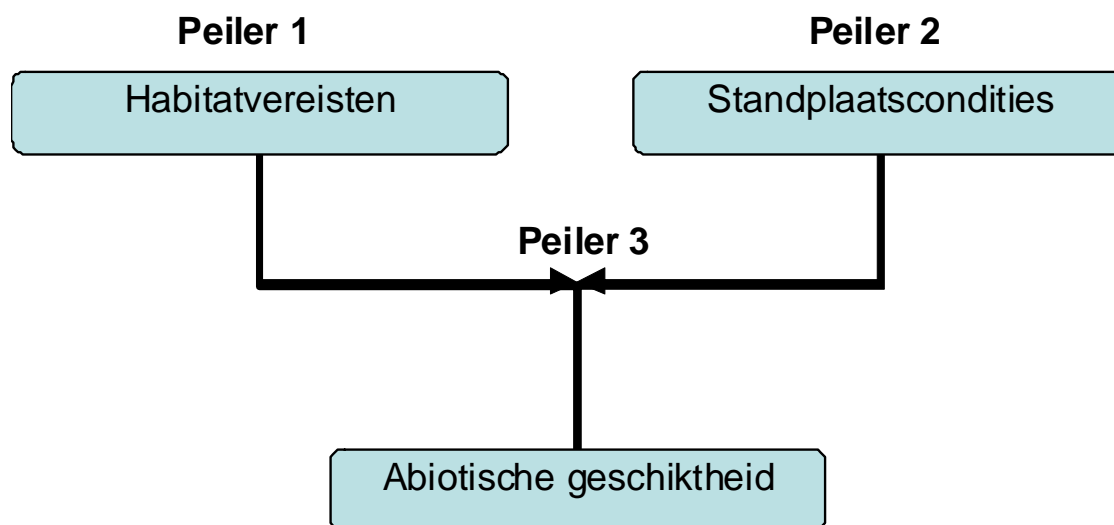 Peiler 1
Peiler 2
Habitatvereisten
Standplaatscondities
Peiler 3
Abiotische geschiktheid